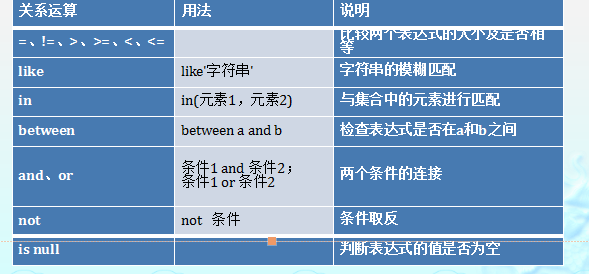 关系运算 用法 说明
=、!=、>、>=、<、<= 比较两个表达式的大小及是否相
等
like like'字符串' 字符串的模糊匹配
in in(元素1，元素2) 与集合中的元素进行匹配
between between a and b 检查表达式是否在a和b之间
and、or 条件1 and 条件2； 两个条件的连接
条件1 or 条件2
not not 条件 条件取反
is null 判断表达式的值是否为空